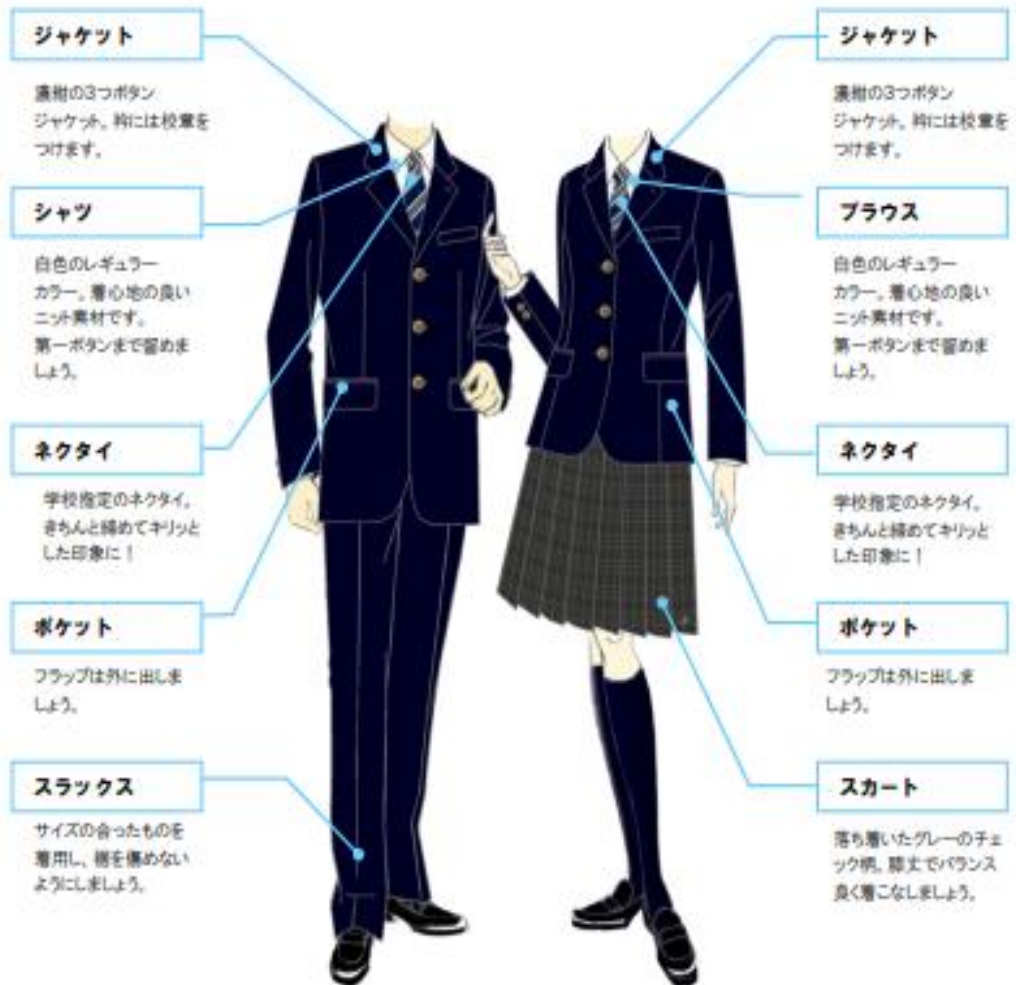 ジャケット
濃紺の3つボタン
ジャケット。衿には校章を
つけます。
シャツ
白色のレギュラー
カラー。着心地の良い
ニット素材です。
第一ボタンまで留めま
しょう。
ネクタイ
学校指定のネクタイ。
きちんと締めてキリッと
した印象に！
ポケット
フラップは外に出しま
しょう。
スラックス
サイズの合ったものを
着用し、裾を傷めない
ようにしましょう。
ジャケット
濃紺の3つボタン
ジャケット。衿には校章を
つけます。
ブラウス
白色のレギュラー
カラー。着心地の良い
ニット素材です。
第一ボタンまで留めま
しょう。
ネクタイ
学校指定のネクタイ。
きちんと締めてキリッと
した印象に！
ポケット
フラップは外に出しま
しょう。
スカート
落ち着いたグレーのチェ
ック柄。膝丈でバランス
良く着こなしましょう。